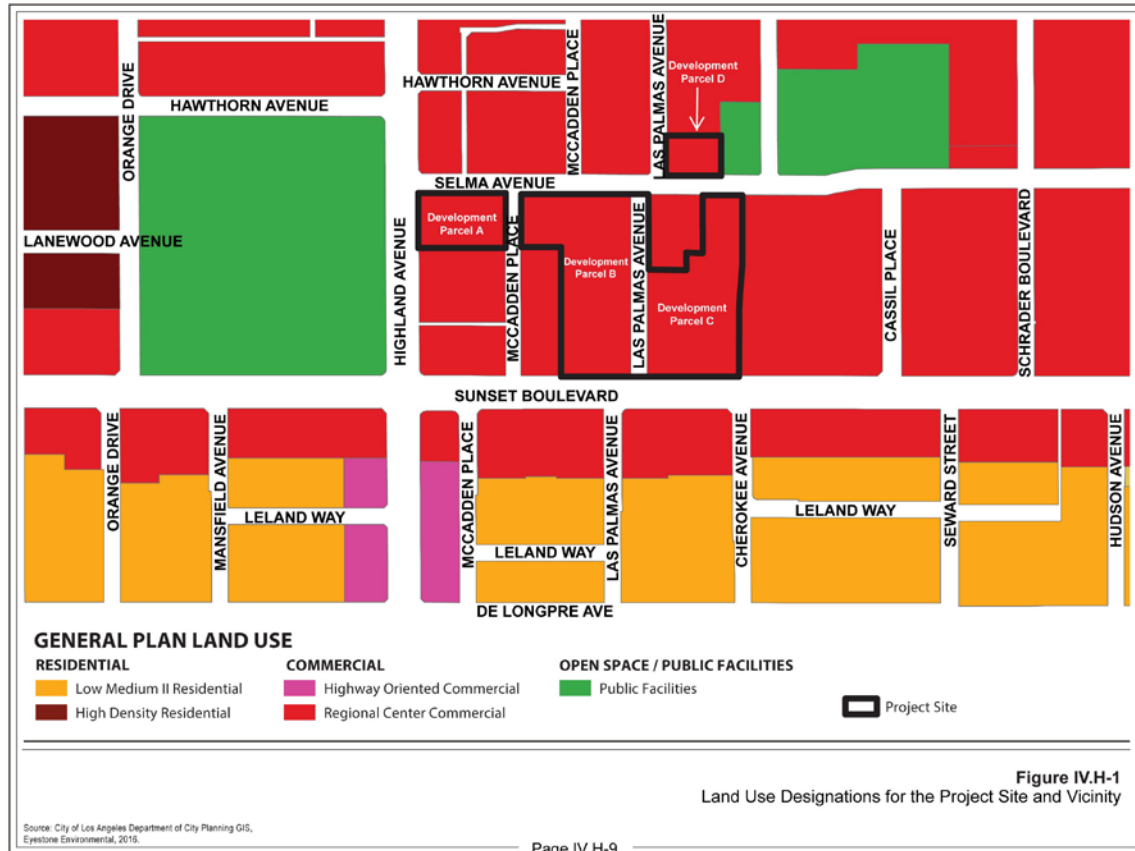 HAWTHORN AVENUE
MCCADDEN PLACE
LAS PALMAS AVENUE
Development
Parcel D
ORANGE DRIVE
HAWTHORN AVENUE
SELMA AVENUE
LANEWOOD AVENUE
HIGHLAND AVENUE
Development
Parcel A
MCCADDEN PLACE
Development
Parcel B
LAS PALMAS AVENUE
Development
Parcel C
CASSIL PLACE
SCHRADER BOULEVARD
SUNSET BOULEVARD
ORANGE DRIVE
MANSFIELD AVENUE
LELAND WAY
MCCADDEN PLACE
LELAND WAY
LAS PALMAS AVENUE
CHEROKEE AVENUE
LELAND WAY
SEWARD STREET
HUDSON AVENUE
DE LONGPRE AVE
GENERAL PLAN LAND USE
RESIDENTIAL
Low Medium II Residential
High Density Residential
COMMERCIAL
Highway Oriented Commercial
Regional Center Commercial
OPEN SPACE / PUBLIC FACILITIES
Public Facilities
Project Site
Figure IV.H-1
Land Use Designations for the Project Site and Vicinity
Source: City of Los Angeles Department of City Planning GIS,
Eyestone Environmental, 2016.
Page IV.H-9